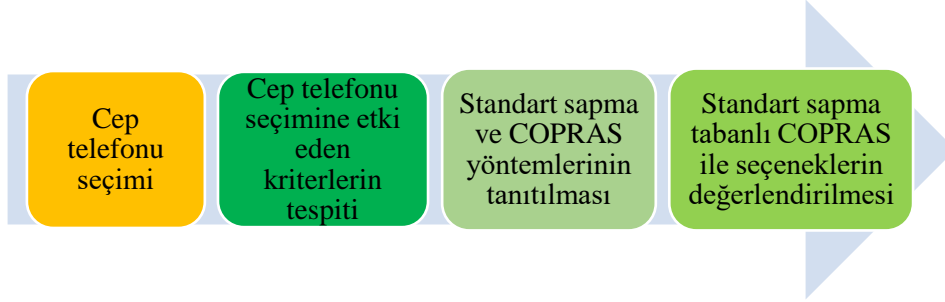 Cep
telefonu
seçimi
Cep telefonu
seçimine etki
eden
kriterlerin
tespiti
Standart sapma
ve COPRAS
yöntemlerinin
tanıtılması
Standart sapma
tabanlı COPRAS
ile seçeneklerin
değerlendirilmesi